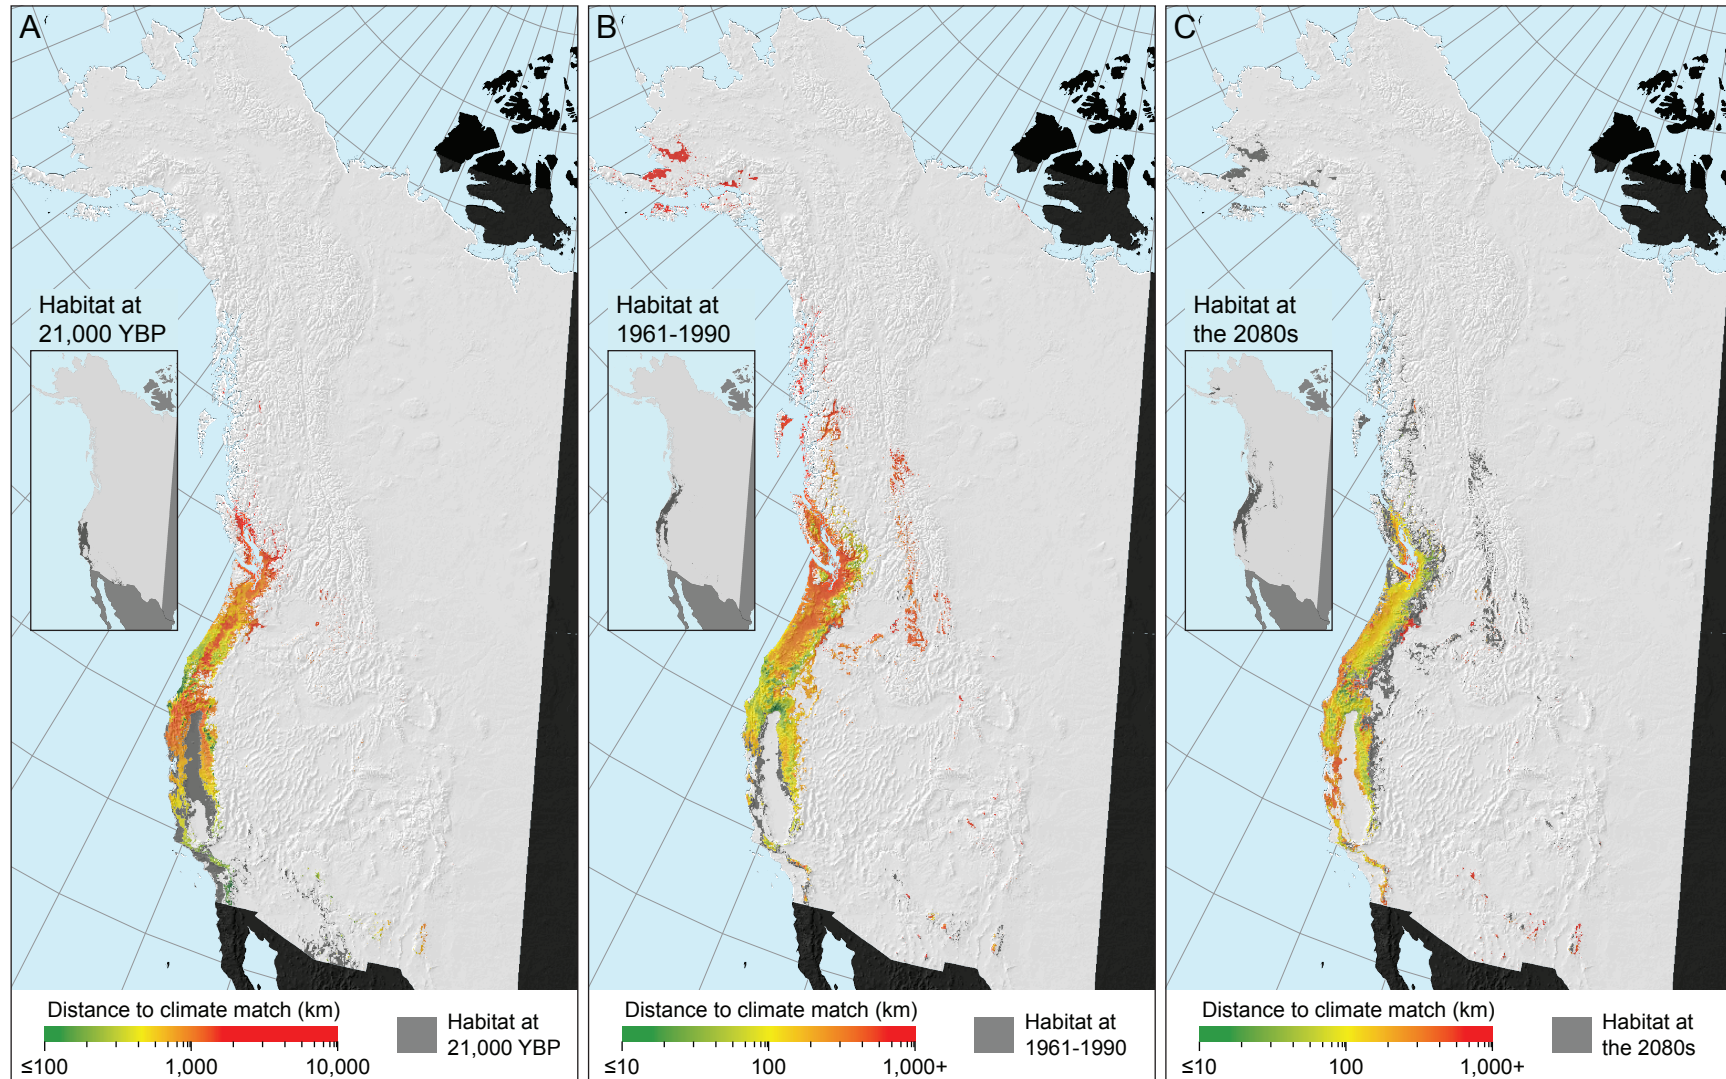 A
Habitat at
21,000 YBP
Distance to climate match (km)
≤100
1,000
10,000
Habitat at
21,000 YBP
B
Habitat at
1961-1990
Distance to climate match (km)
≤10
100
1,000+
Habitat at
1961-1990
C
Habitat at
the 2080s
Distance to climate match (km)
≤10
100
1,000+
Habitat at
the 2080s